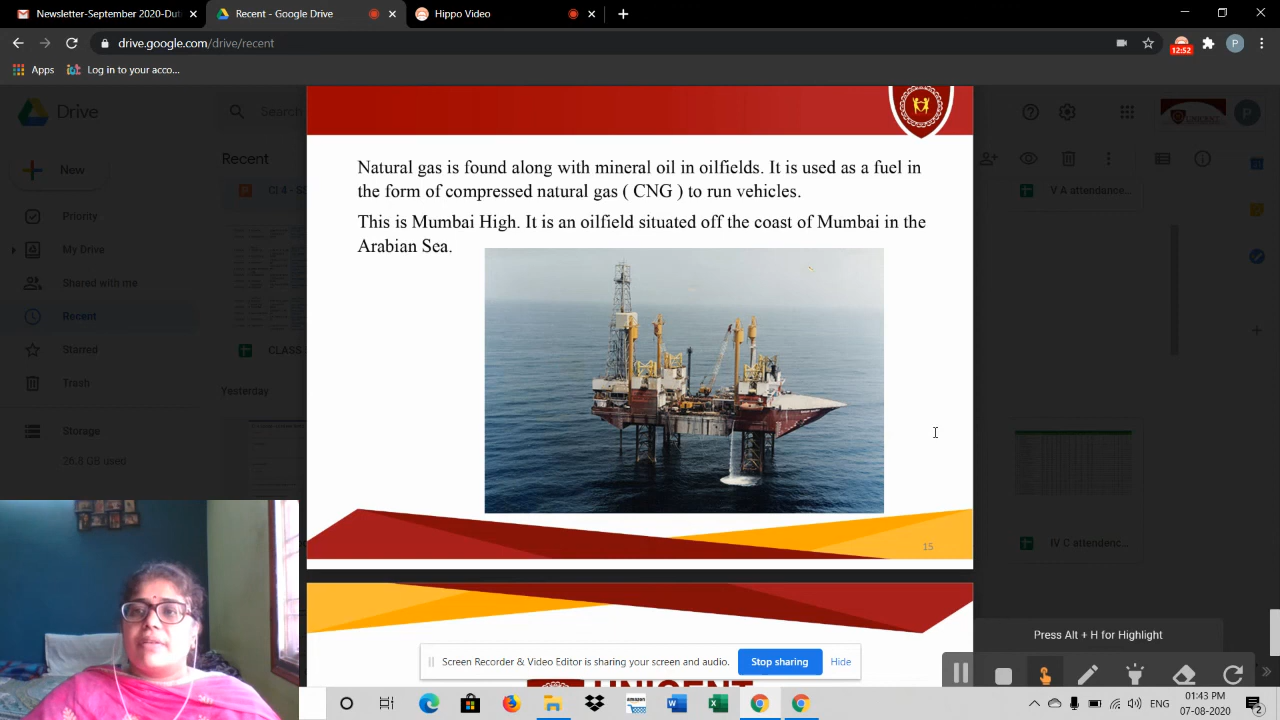 Newsletter-September 2020-Dut
Recent - Google Drive
Hippo Video
drive.google.com/drive/recent
12:52
P
Apps
Log in to your acco...
Drive
Search
P
New
Recent
Priority
My Drive
Shared with me
Recent
Starred
Trash
Storage
26.8 GB used
Yesterday
V A attendance...
IV C attendenc...
Natural gas is found along with mineral oil in oilfields. It is used as a fuel in
the form of compressed natural gas ( CNG ) to run vehicles.
This is Mumbai High. It is an oilfield situated off the coast of Mumbai in the
Arabian Sea.
15
Press Alt + H for Highlight
Screen Recorder & Video Editor is sharing your screen and audio.
Stop sharing
Hide
amazon
ENG
01:43 PM
07-08-2020
2